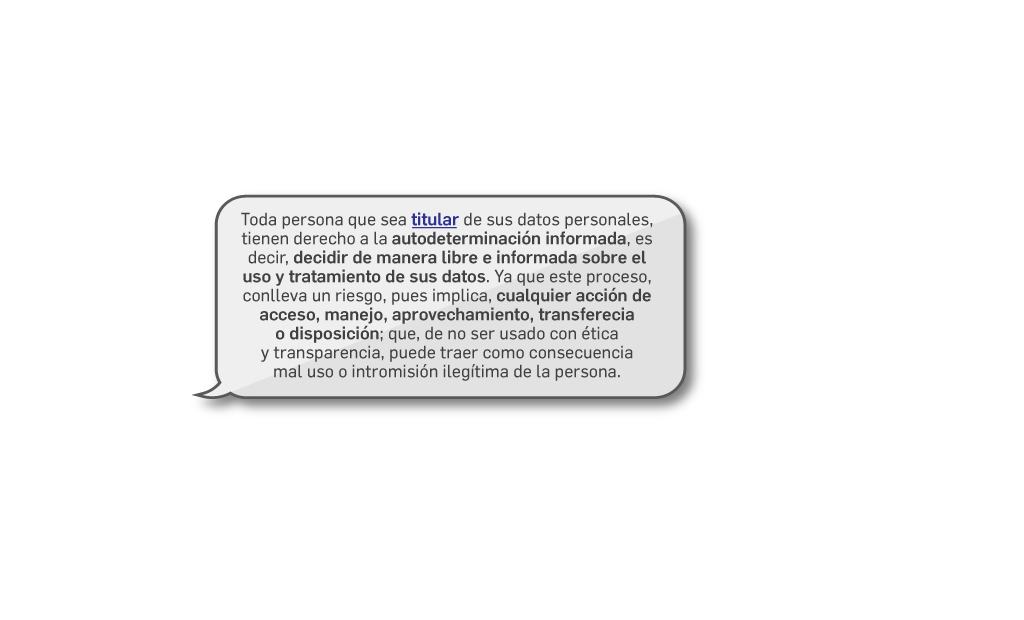 Toda persona que sea titular de sus datos personales,
tienen derecho a la autodeterminación informada, es
decir, decidir de manera libre e informada sobre el
uso y tratamiento de sus datos. Ya que este proceso,
conlleva un riesgo, pues implica, cualquier acción de
acceso, manejo, aprovechamiento, transferecia
o disposición; que, de no ser usado con ética
y transparencia, puede traer como consecuencia
mal uso o intromisión ilegítima de la persona.